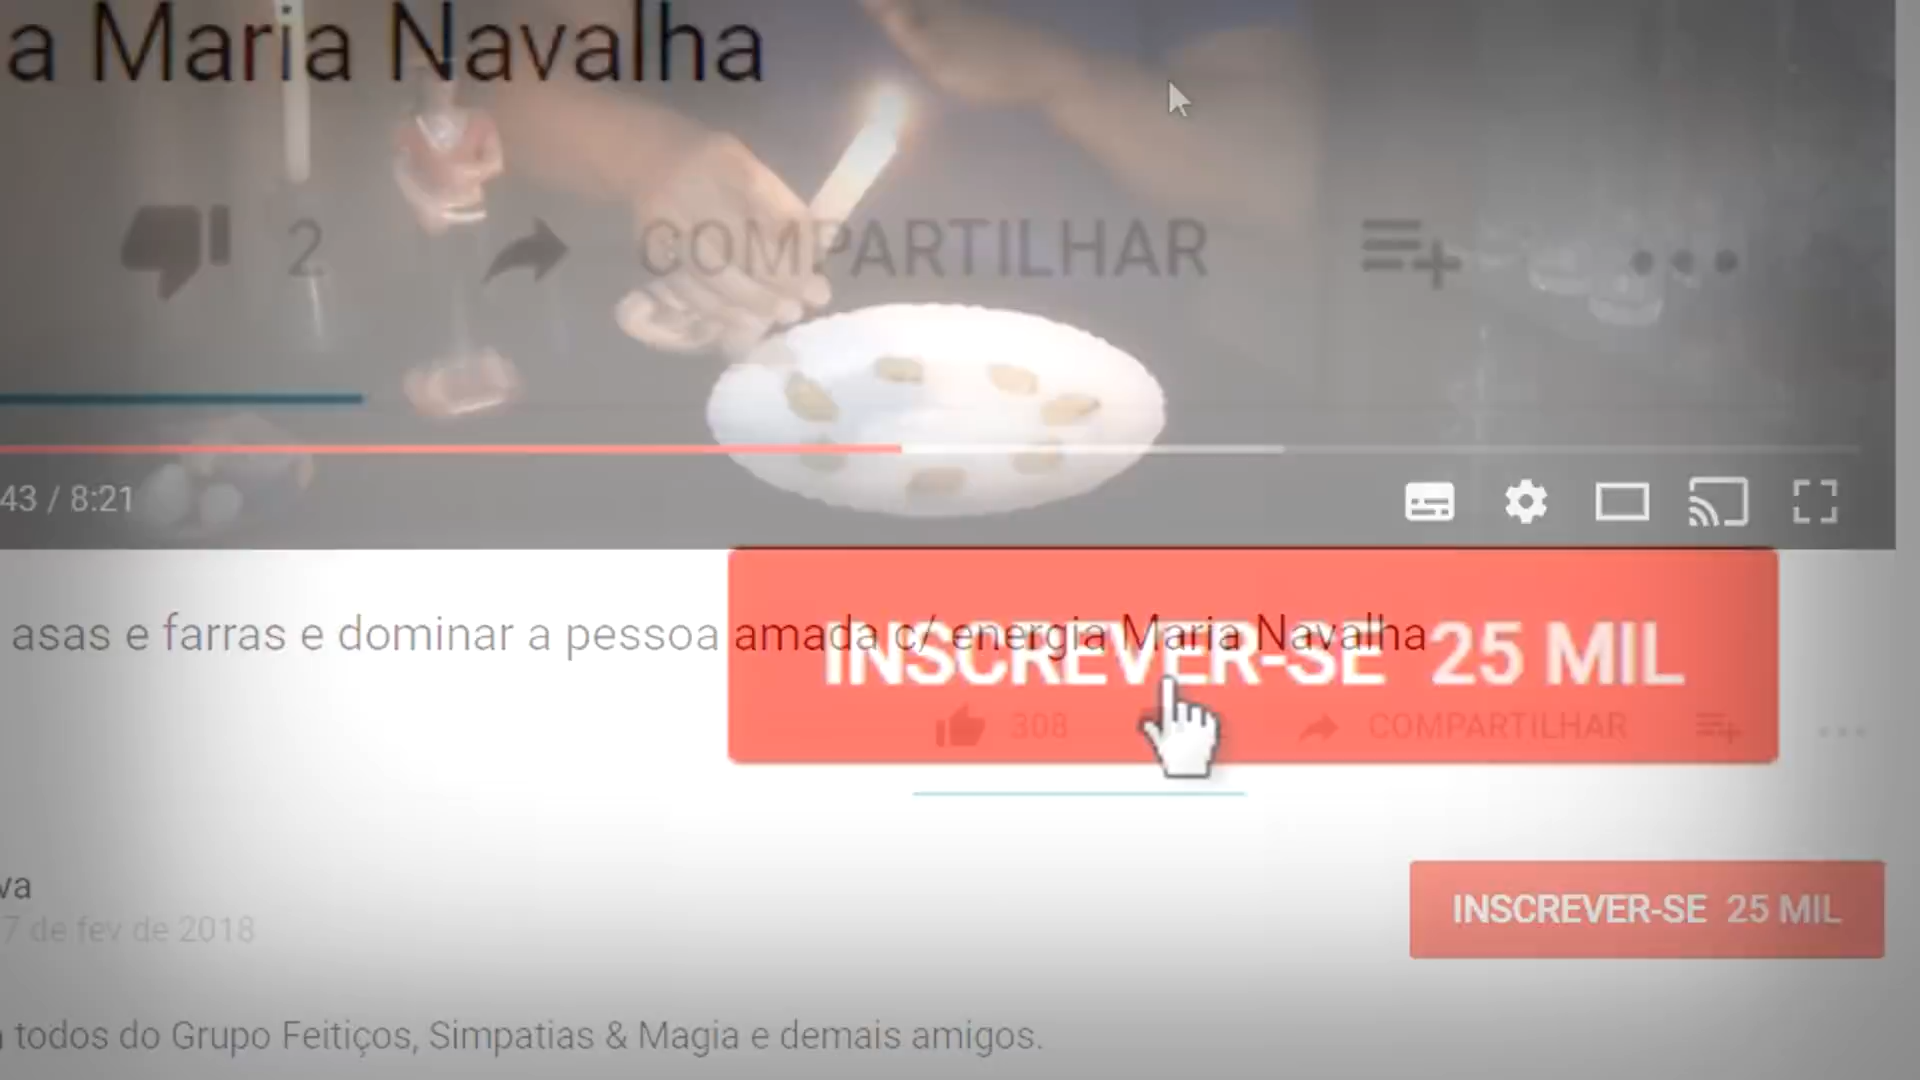 a Maria Navalha
2 COMPARTILHAR
43 / 8:21
asas e farras e dominar a pessoa amada c/ energia Maria Navalha
INSCREVER-SE 25 MIL
308 COMPARTILHAR
va
7 de fev de 2018
INSCREVER-SE 25 MIL
todos do Grupo Feitiços, Simpatias & Magia e demais amigos.